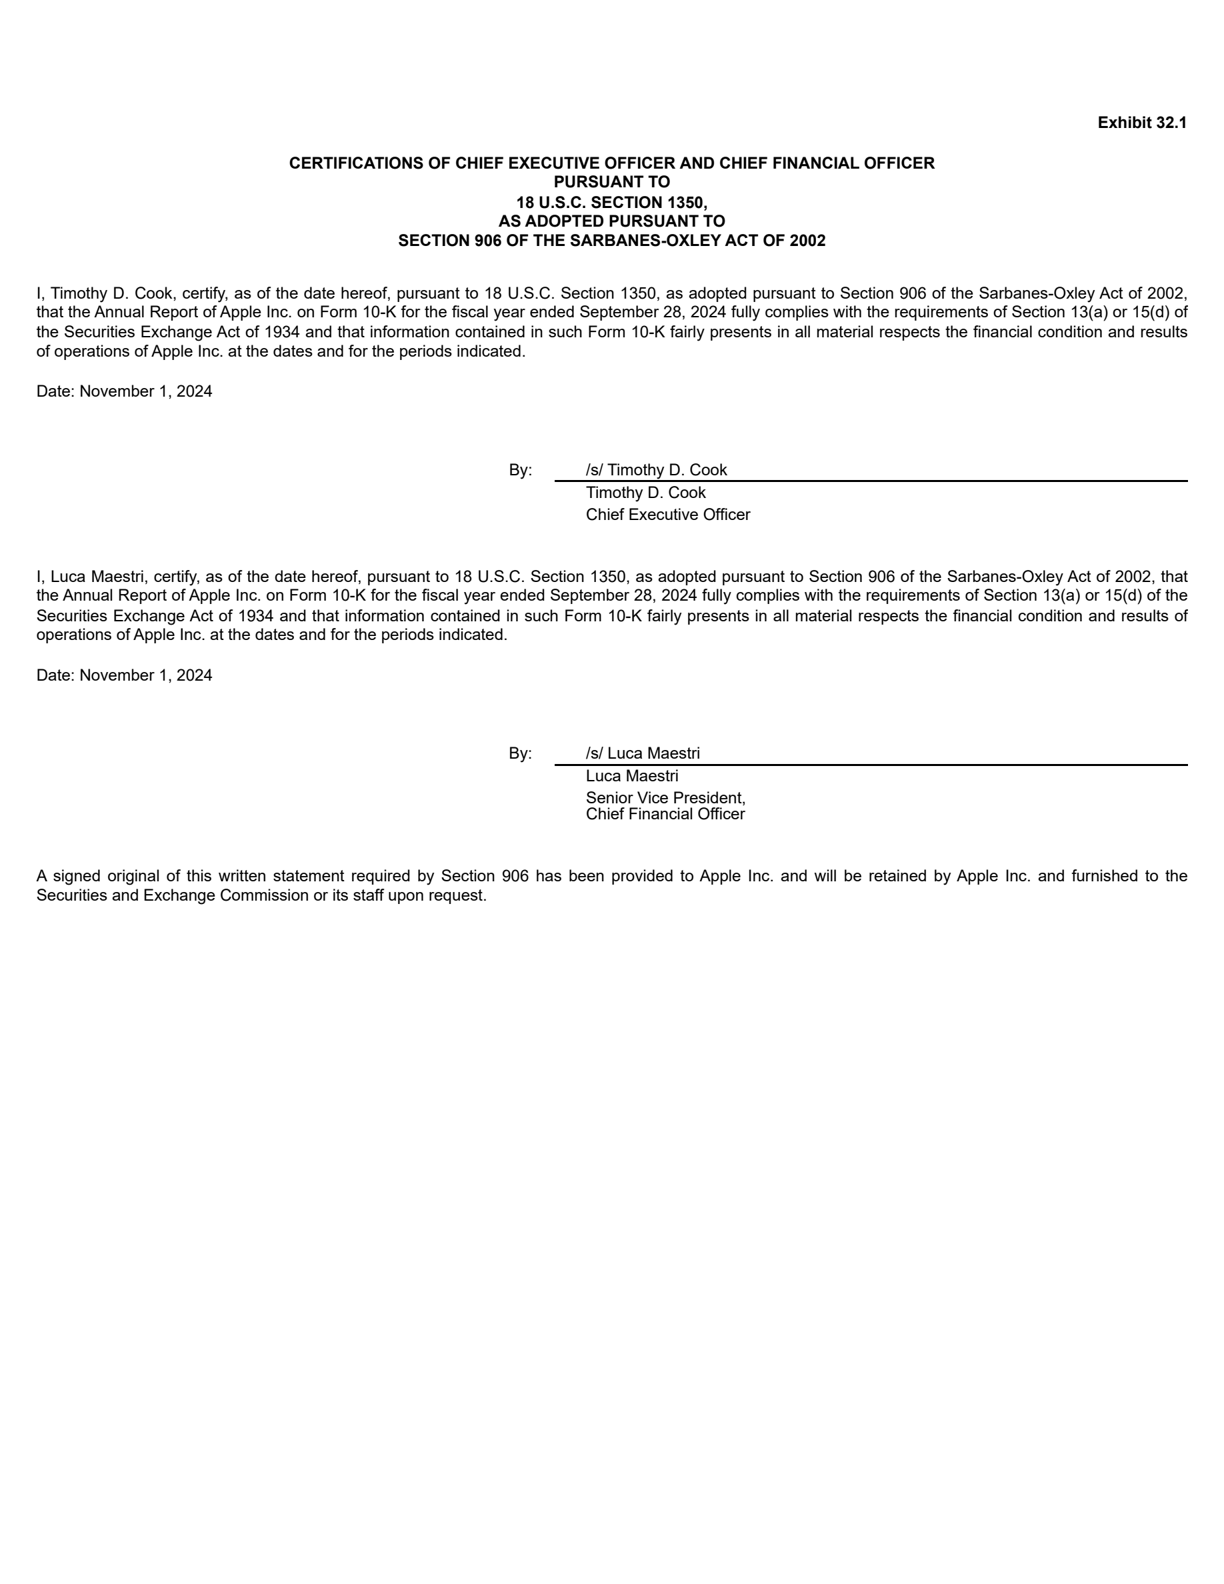 Exhibit 32.1
CERTIFICATIONS OF CHIEF EXECUTIVE OFFICER AND CHIEF FINANCIAL OFFICER
PURSUANT TO
18 U.S.C. SECTION 1350,
AS ADOPTED PURSUANT TO
SECTION 906 OF THE SARBANES-OXLEY ACT OF 2002
I, Timothy D. Cook, certify, as of the date hereof, pursuant to 18 U.S.C. Section 1350, as adopted pursuant to Section 906 of the Sarbanes-Oxley Act of 2002,
that the Annual Report of Apple Inc. on Form 10-K for the fiscal year ended September 28, 2024 fully complies with the requirements of Section 13(a) or 15(d) of
the Securities Exchange Act of 1934 and that information contained in such Form 10-K fairly presents in all material respects the financial condition and results
of operations of Apple Inc. at the dates and for the periods indicated.
Date: November 1, 2024
By: /s/ Timothy D. Cook
Timothy D. Cook
Chief Executive Officer
I, Luca Maestri, certify, as of the date hereof, pursuant to 18 U.S.C. Section 1350, as adopted pursuant to Section 906 of the Sarbanes-Oxley Act of 2002, that
the Annual Report of Apple Inc. on Form 10-K for the fiscal year ended September 28, 2024 fully complies with the requirements of Section 13(a) or 15(d) of the
Securities Exchange Act of 1934 and that information contained in such Form 10-K fairly presents in all material respects the financial condition and results of
operations of Apple Inc. at the dates and for the periods indicated.
Date: November 1, 2024
By: /s/ Luca Maestri
Luca Maestri
Senior Vice President,
Chief Financial Officer
A signed original of this written statement required by Section 906 has been provided to Apple Inc. and will be retained by Apple Inc. and furnished to the
Securities and Exchange Commission or its staff upon request.